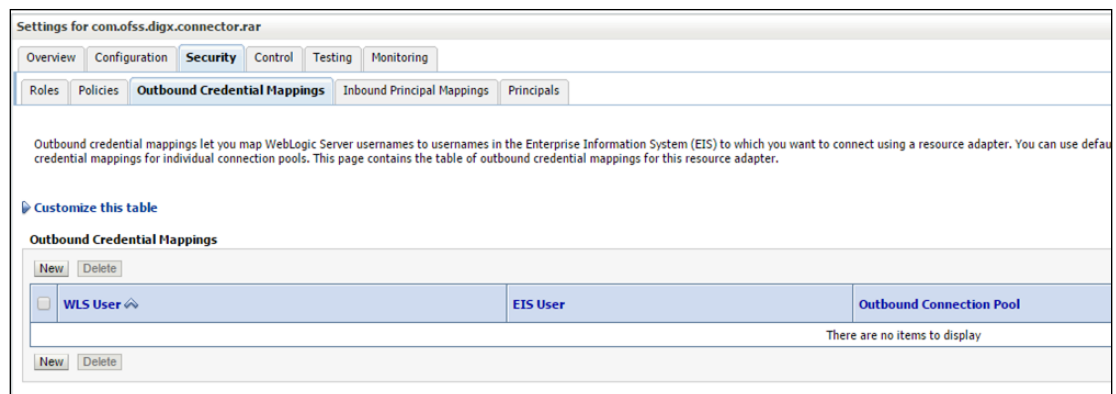 Settings for com.ofss.digx.connector.rar
Overview Configuration Security Control Testing Monitoring
Roles Policies Outbound Credential Mappings Inbound Principal Mappings Principals
Outbound credential mappings let you map WebLogic Server usernames to usernames in the Enterprise Information System (EIS) to which you want to connect using a resource adapter. You can use defau
credential mappings for individual connection pools. This page contains the table of outbound credential mappings for this resource adapter.
Customize this table
Outbound Credential Mappings
New Delete
WLS User EIS User Outbound Connection Pool
There are no items to display
New Delete